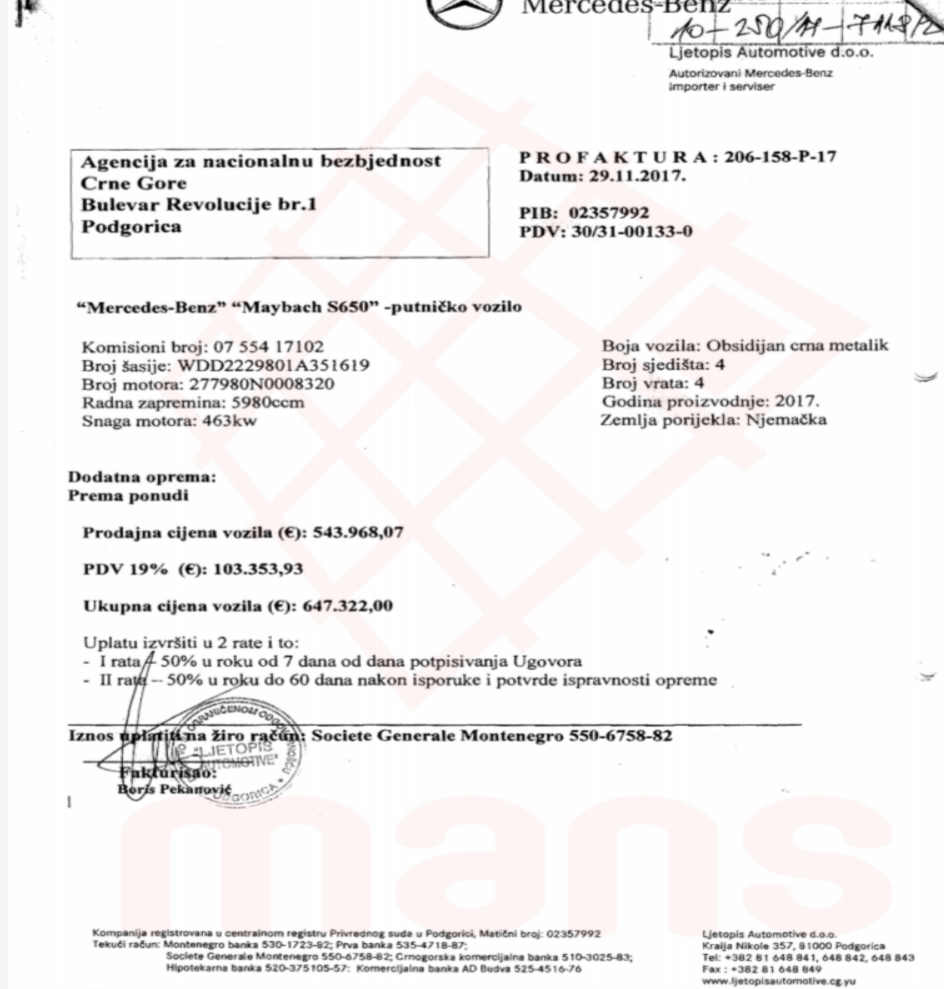 Mercedes-Benz
10-250/11-7148/2
Ljetopis Automotive d.o.o.
Autorizovani Mercedes-Benz
importer i serviser
Agencija za nacionalnu bezbjednost
Crne Gore
Bulevar Revolucije br.1
Podgorica
P R O F A K T U R A : 206-158-P-17
Datum: 29.11.2017.
PIB: 02357992
PDV: 30/31-00133-0
“Mercedes-Benz” “Maybach S650” -putničko vozilo
Komisioni broj: 07 554 17102
Broj šasije: WDD2229801A351619
Broj motora: 277980N0008320
Radna zapremina: 5980ccm
Snaga motora: 463kw
Boja vozila: Obsidijan crna metalik
Broj sjedišta: 4
Broj vrata: 4
Godina proizvodnje: 2017.
Zemlja porijekla: Njemačka
Dodatna oprema:
Prema ponudi
Prodajna cijena vozila (€): 543.968,07
PDV 19% (€): 103.353,93
Ukupna cijena vozila (€): 647.322,00
Uplatu izvršiti u 2 rate i to:
- I rata – 50% u roku od 7 dana od dana potpisivanja Ugovora
- II rata – 50% u roku do 60 dana nakon isporuke i potvrde ispravnosti opreme
Iznos uplatiti na žiro račun: Societe Generale Montenegro 550-6758-82
"LJETOPIS
AUTOMOTIVE"
PODGORICA
Fakturisao:
Boris Pekanović
mans
Kompanija registrovana u centralnom registru Privrednog suda u Podgorici, Matični broj: 02357992
Tekući račun: Montenegro banka 530-1723-82; Prva banka 535-4718-87;
Societe Generale Montenegro 550-6758-82; Crnogorska komercijalna banka 510-3025-83;
Hipotekarna banka 520-375105-57: Komercijalna banka AD Budva 525-4516-76
Ljetopis Automotive d.o.o.
Kralja Nikole 357, 81000 Podgorica
Tel: +382 81 648 841, 648 842, 648 843
Fax : +382 81 648 849
www.ljetopisautomotive.cg.yu